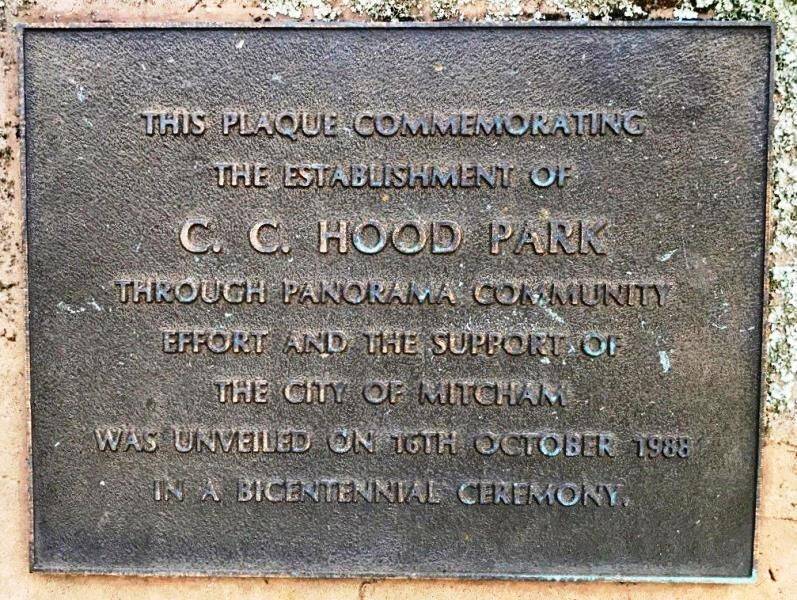 THIS PLAQUE COMMEMORATING
THE ESTABLISHMENT OF
C. C. HOOD PARK
THROUGH PANORAMA COMMUNITY
EFFORT AND THE SUPPORT OF
THE CITY OF MITCHAM
WAS UNVEILED ON 16TH OCTOBER 1988
IN A BICENTENNIAL CEREMONY.